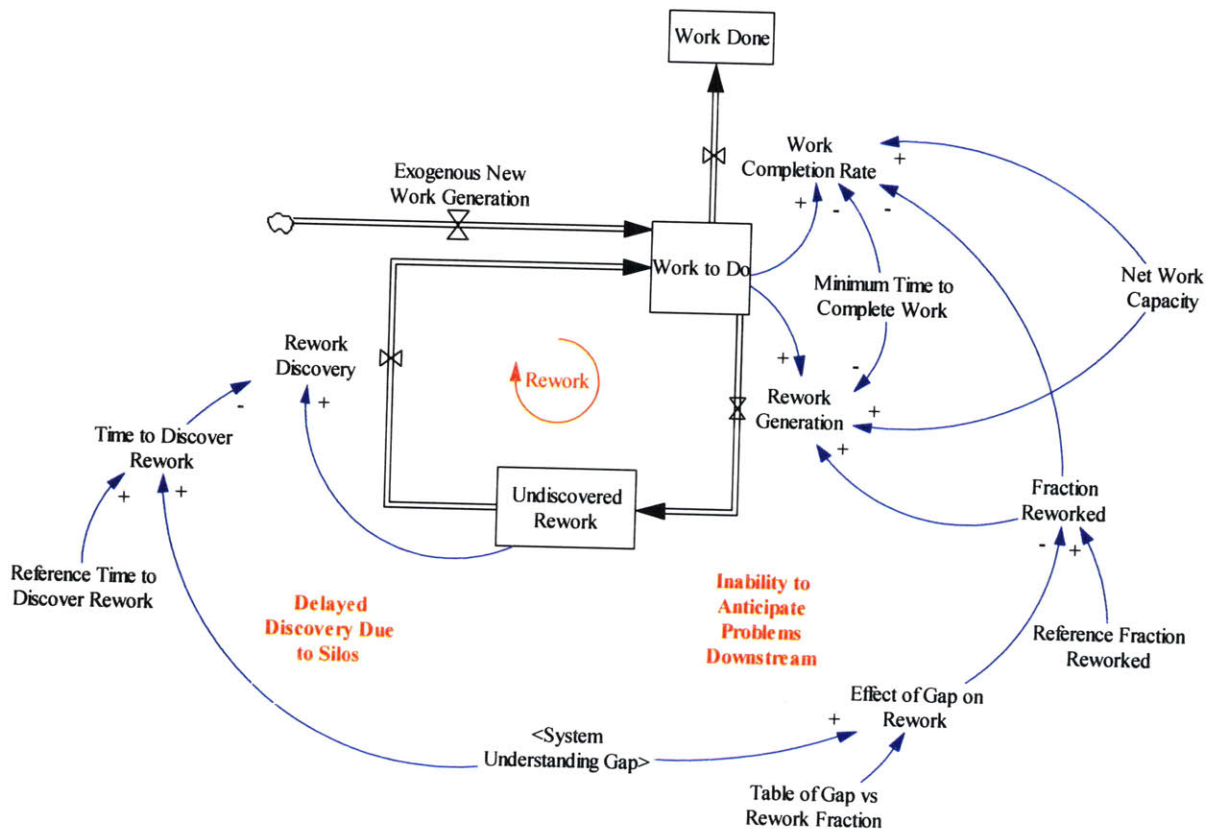 Work Done
Work
Completion Rate
+
Exogenous New
Work Generation
+
-
-
Work to Do
Minimum Time to
Complete Work
Net Work
Capacity
Rework
Discovery
-
+
Rework
+
-
Rework
Generation
+
+
Time to Discover
Rework
+
+
Undiscovered
Rework
Fraction
Reworked
-
+
Reference Time to
Discover Rework
Delayed
Discovery Due
to Silos
Inability to
Anticipate
Problems
Downstream
Reference Fraction
Reworked
Effect of Gap on
Rework
+
<System
Understanding Gap>
Table of Gap vs
Rework Fraction